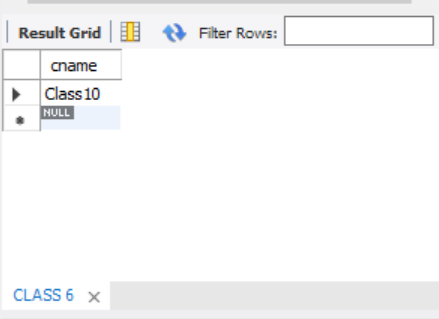 Result Grid Filter Rows:
cname
Class10
NULL
CLASS 6